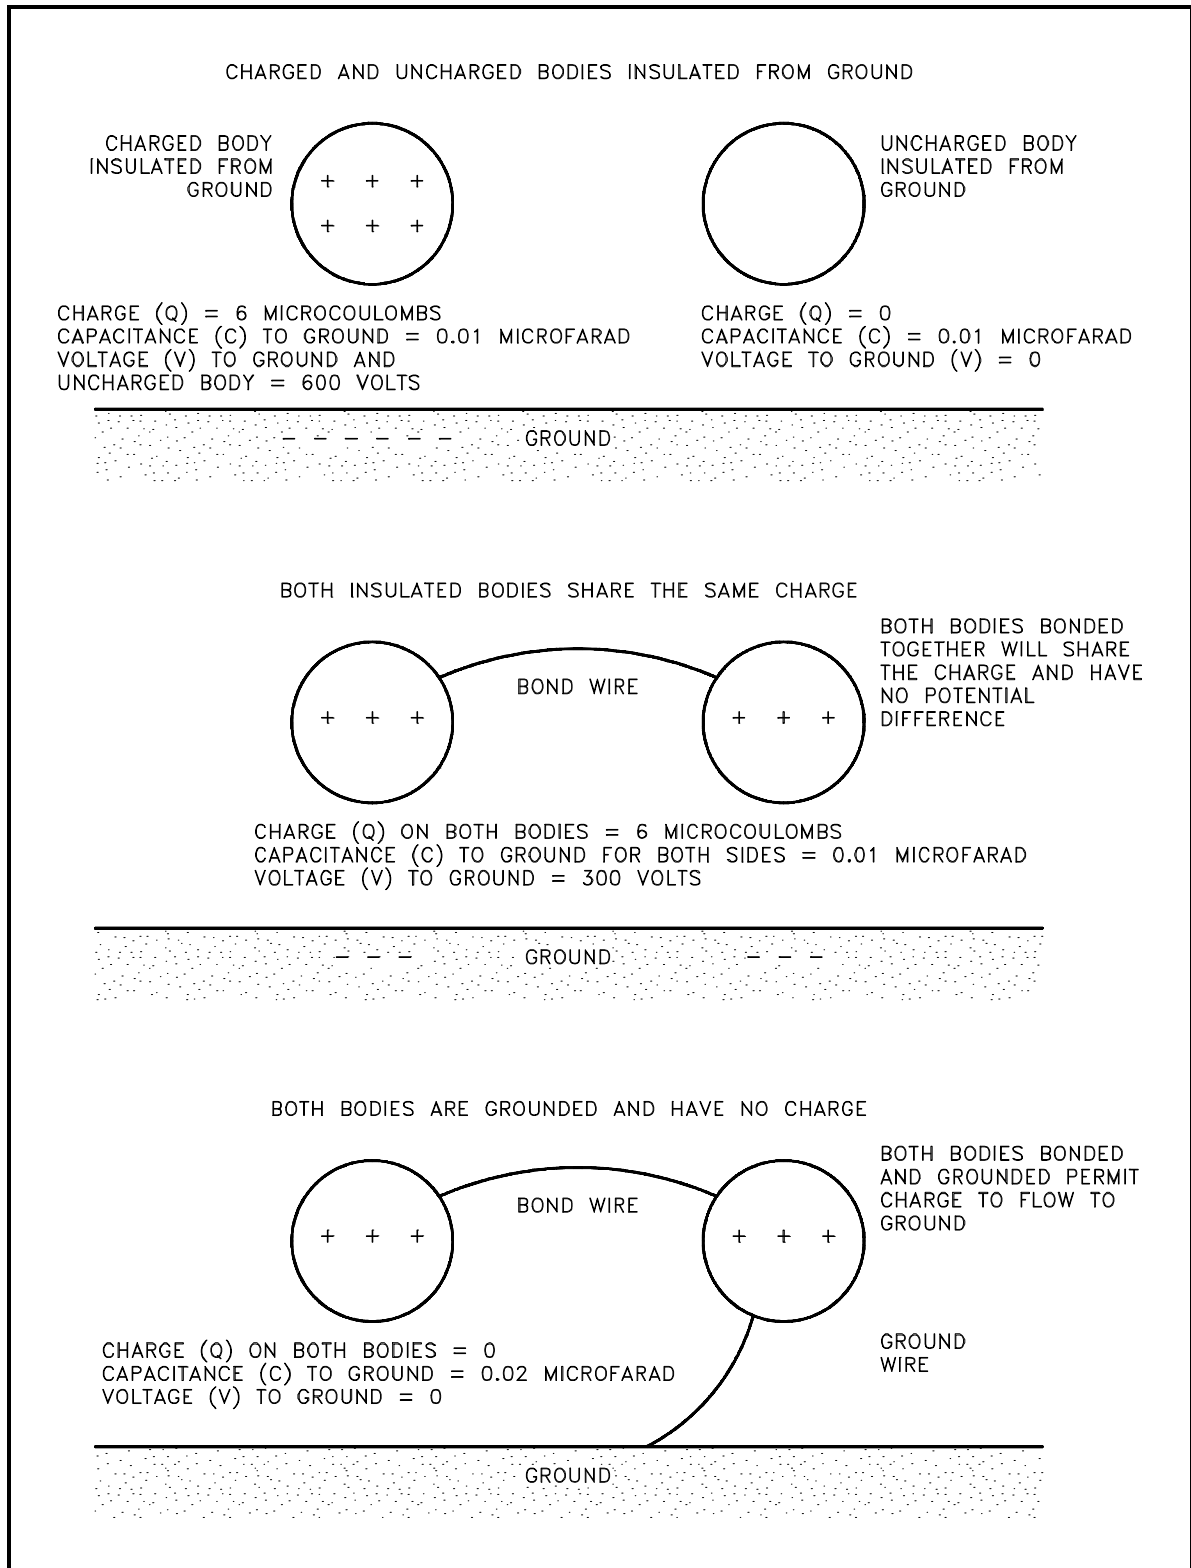 CHARGED AND UNCHARGED BODIES INSULATED FROM GROUND
CHARGED BODY
INSULATED FROM
GROUND
+ + +
+ + +
UNCHARGED BODY
INSULATED FROM
GROUND
CHARGE (Q) = 6 MICROCOULOMBS
CAPACITANCE (C) TO GROUND = 0.01 MICROFARAD
VOLTAGE (V) TO GROUND AND
UNCHARGED BODY = 600 VOLTS
CHARGE (Q) = 0
CAPACITANCE (C) = 0.01 MICROFARAD
VOLTAGE TO GROUND (V) = 0
– – – – – – GROUND
BOTH INSULATED BODIES SHARE THE SAME CHARGE
BOTH BODIES BONDED
TOGETHER WILL SHARE
THE CHARGE AND HAVE
NO POTENTIAL
DIFFERENCE
BOND WIRE
+ + + + + +
CHARGE (Q) ON BOTH BODIES = 6 MICROCOULOMBS
CAPACITANCE (C) TO GROUND FOR BOTH SIDES = 0.01 MICROFARAD
VOLTAGE (V) TO GROUND = 300 VOLTS
– – – GROUND – – –
BOTH BODIES ARE GROUNDED AND HAVE NO CHARGE
BOTH BODIES BONDED
AND GROUNDED PERMIT
CHARGE TO FLOW TO
GROUND
BOND WIRE
+ + + + + +
GROUND
WIRE
CHARGE (Q) ON BOTH BODIES = 0
CAPACITANCE (C) TO GROUND = 0.02 MICROFARAD
VOLTAGE (V) TO GROUND = 0
GROUND